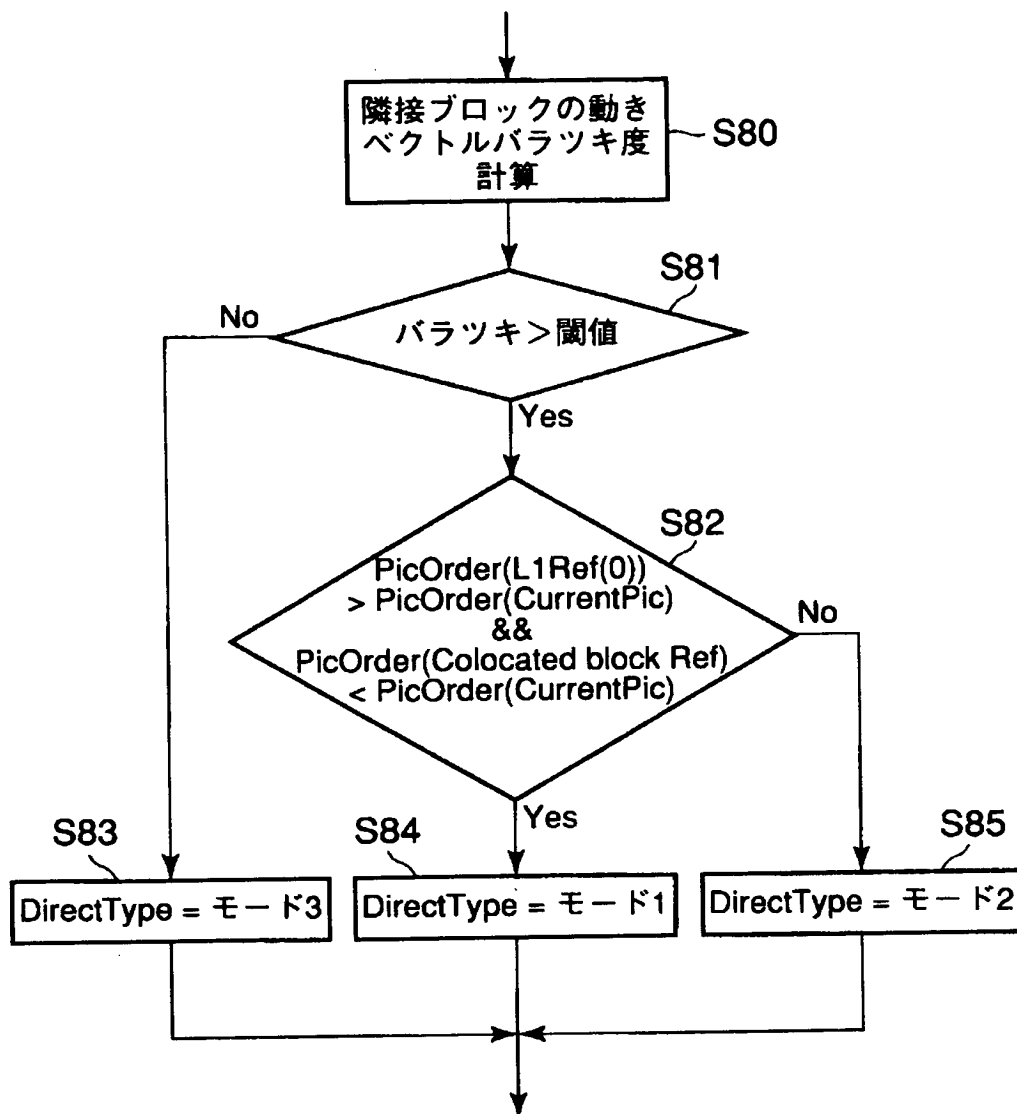 隣接ブロックの動き
ベクトルバラツキ度
計算
S80
S81
バラツキ＞閾値
No
Yes
S82
PicOrder(L1Ref(0))
> PicOrder(CurrentPic)
&&
PicOrder(Colocated block Ref)
< PicOrder(CurrentPic)
No
Yes
S83
S84
S85
DirectType = モード3
DirectType = モード1
DirectType = モード2